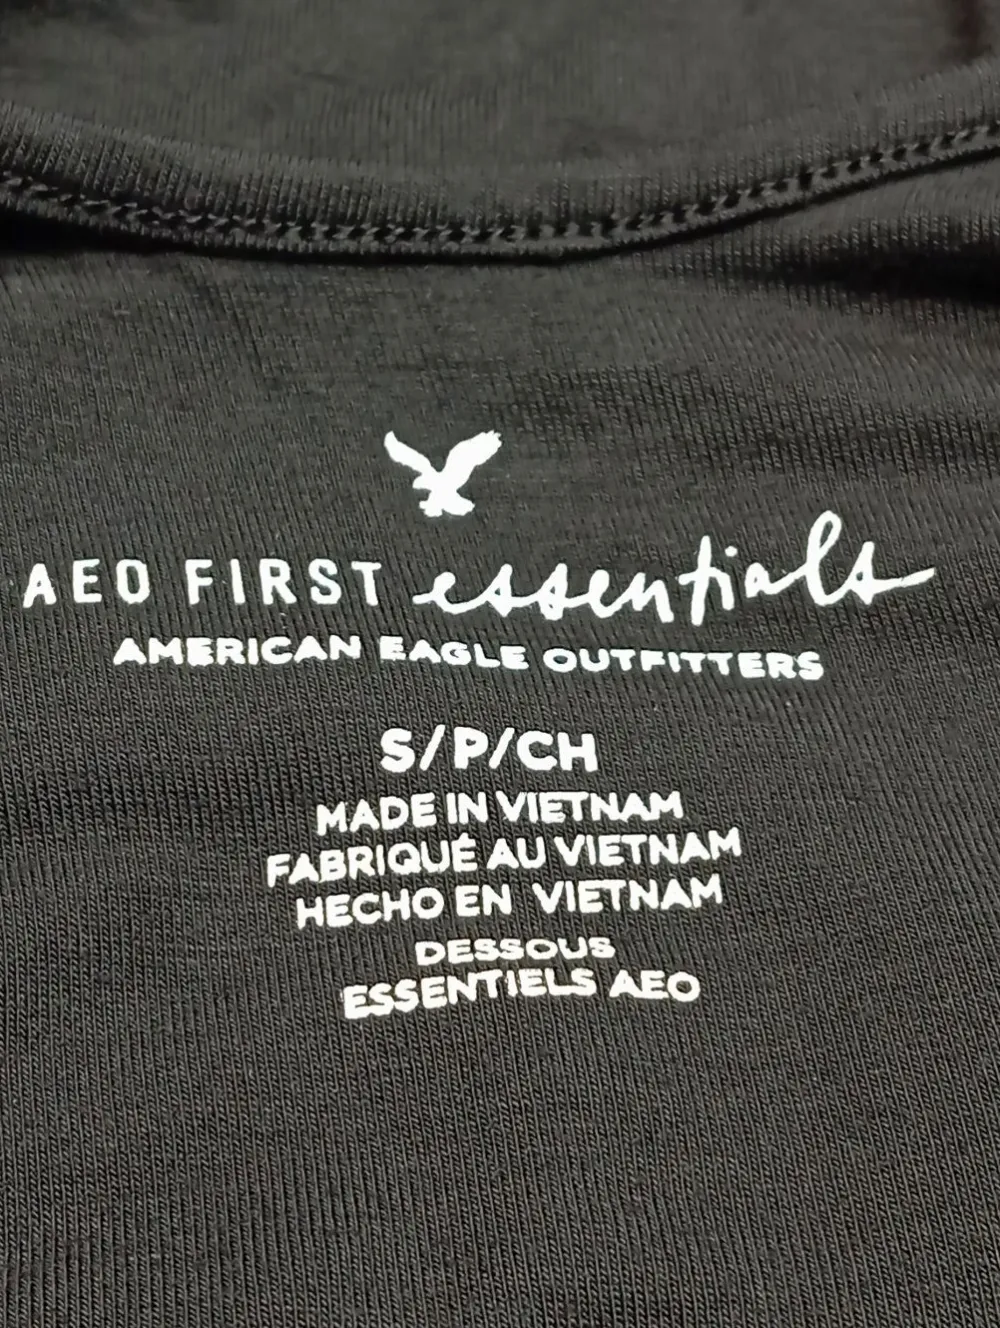 AEO FIRST essentials
AMERICAN EAGLE OUTFITTERS
S/P/CH
MADE IN VIETNAM
FABRIQUÉ AU VIETNAM
HECHO EN VIETNAM
DESSOUS
ESSENTIELS AEO